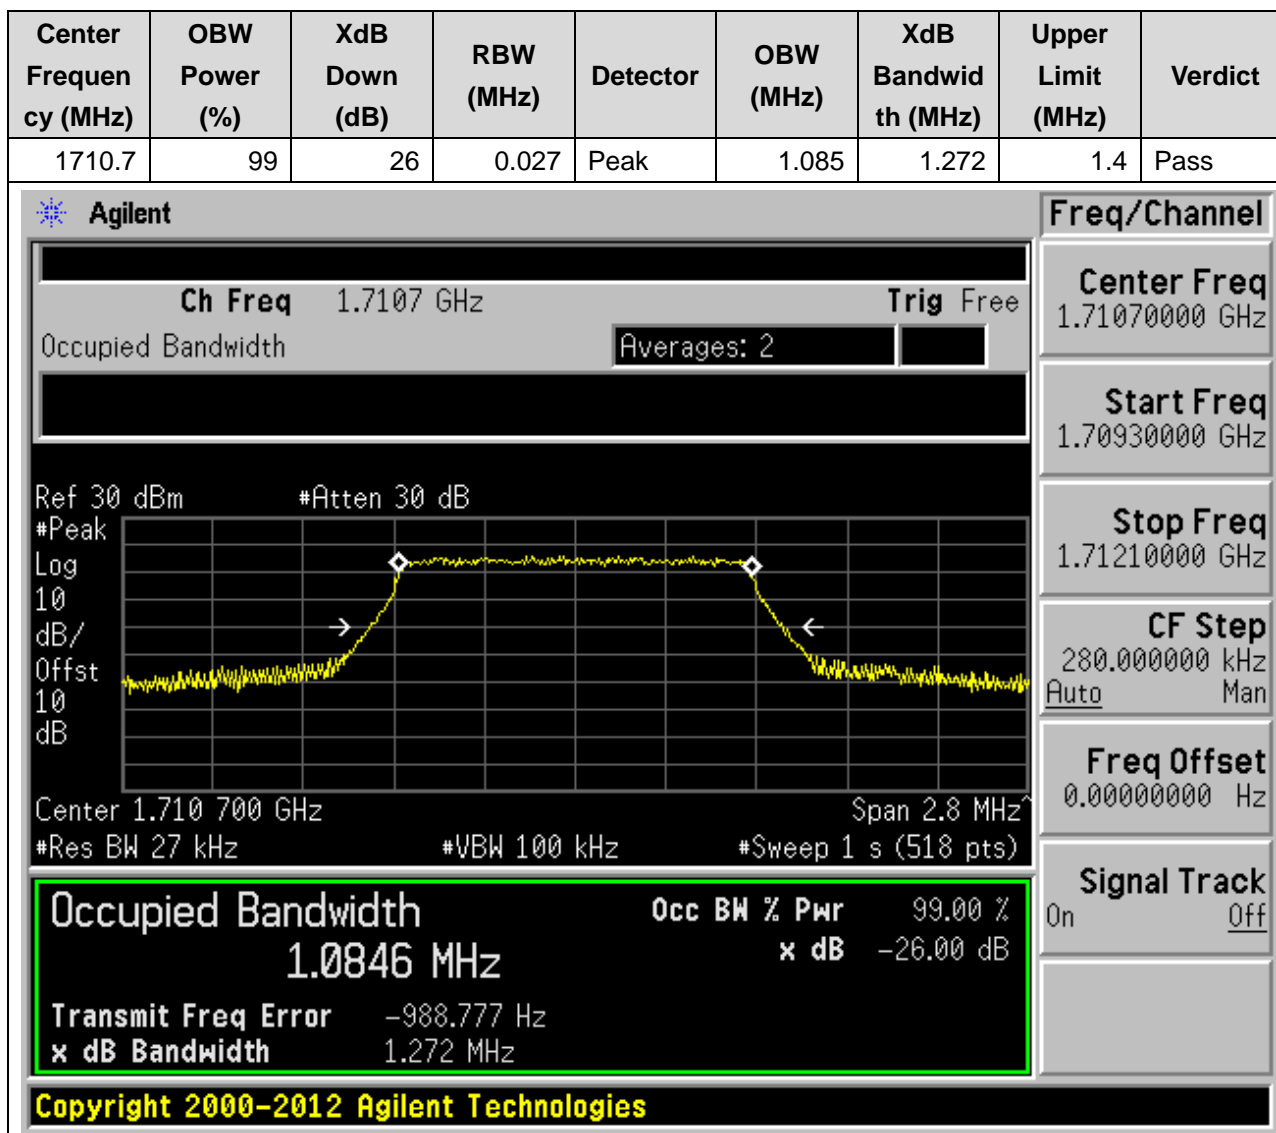 Center Frequen cy (MHz) OBW Power (%) XdB Down (dB) RBW (MHz) Detector OBW (MHz) XdB Bandwid th (MHz) Upper Limit (MHz) Verdict
1710.7 99 26 0.027 Peak 1.085 1.272 1.4 Pass
Agilent
Ch Freq 1.7107 GHz Trig Free
Occupied Bandwidth Averages: 2
Ref 30 dBm #Atten 30 dB
#Peak
Log
10
dB/
Offst
10
dB
Center 1.710 700 GHz Span 2.8 MHz^
#Res BW 27 kHz #VBW 100 kHz #Sweep 1 s (518 pts)
Occupied Bandwidth Occ BW % Pwr 99.00 %
1.0846 MHz x dB -26.00 dB
Transmit Freq Error -988.777 Hz
x dB Bandwidth 1.272 MHz
Copyright 2000-2012 Agilent Technologies
Freq/Channel
Center Freq
1.71070000 GHz
Start Freq
1.70930000 GHz
Stop Freq
1.71210000 GHz
CF Step
280.000000 kHz
Auto Man
Freq Offset
0.00000000 Hz
Signal Track
On Off